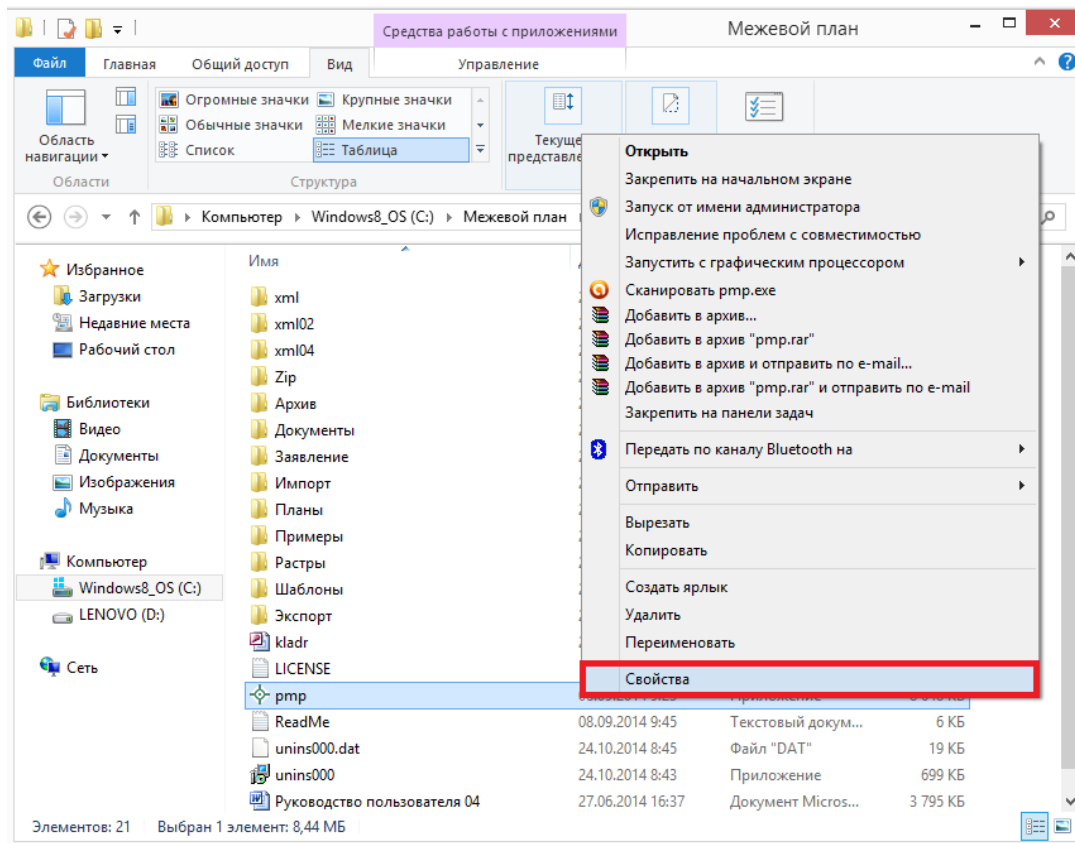 Средства работы с приложениями
Межевой план
Файл
Главная
Общий доступ
Вид
Управление
Область навигации
Огромные значки
Крупные значки
Обычные значки
Мелкие значки
Список
Таблица
Области
Структура
Компьютер
Windows8_OS (C:)
Межевой план
Избранное
Загрузки
Недавние места
Рабочий стол
Библиотеки
Видео
Документы
Изображения
Музыка
Компьютер
Windows8_OS (C:)
LENOVO (D:)
Сеть
Имя
xml
xml02
xml04
Zip
Архив
Документы
Заявление
Импорт
Планы
Примеры
Растры
Шаблоны
Экспорт
kladr
LICENSE
pmp
ReadMe 08.09.2014 9:45 Текстовый докум... 6 КБ
unins000.dat 24.10.2014 8:45 Файл "DAT" 19 КБ
unins000 24.10.2014 8:43 Приложение 699 КБ
Руководство пользователя 04 27.06.2014 16:37 Документ Micros... 3 795 КБ
Открыть
Закрепить на начальном экране
Запуск от имени администратора
Исправление проблем с совместимостью
Запустить с графическим процессором
Сканировать pmp.exe
Добавить в архив...
Добавить в архив "pmp.rar"
Добавить в архив и отправить по e-mail...
Добавить в архив "pmp.rar" и отправить по e-mail
Закрепить на панели задач
Передать по каналу Bluetooth на
Отправить
Вырезать
Копировать
Создать ярлык
Удалить
Переименовать
Свойства
Элементов: 21
Выбран 1 элемент: 8,44 МБ